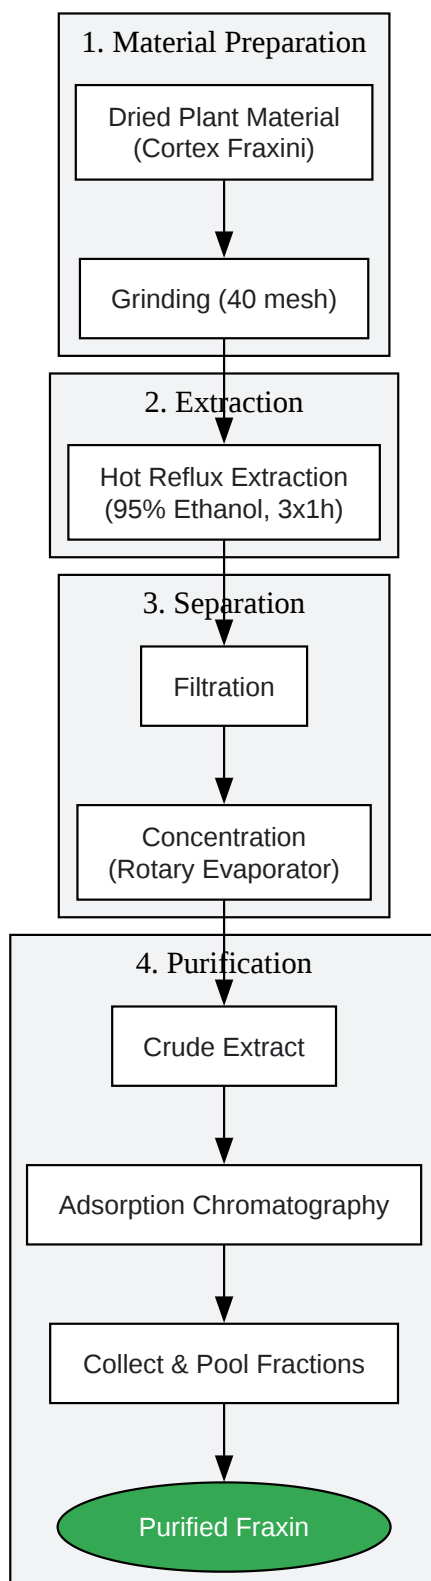 1. Material Preparation
Dried Plant Material
(Cortex Fraxini)
Grinding (40 mesh)
2. Extraction
Hot Reflux Extraction
(95% Ethanol, 3x1h)
3. Separation
Filtration
Concentration
(Rotary Evaporator)
4. Purification
Crude Extract
Adsorption Chromatography
Collect & Pool Fractions
Purified Fraxin